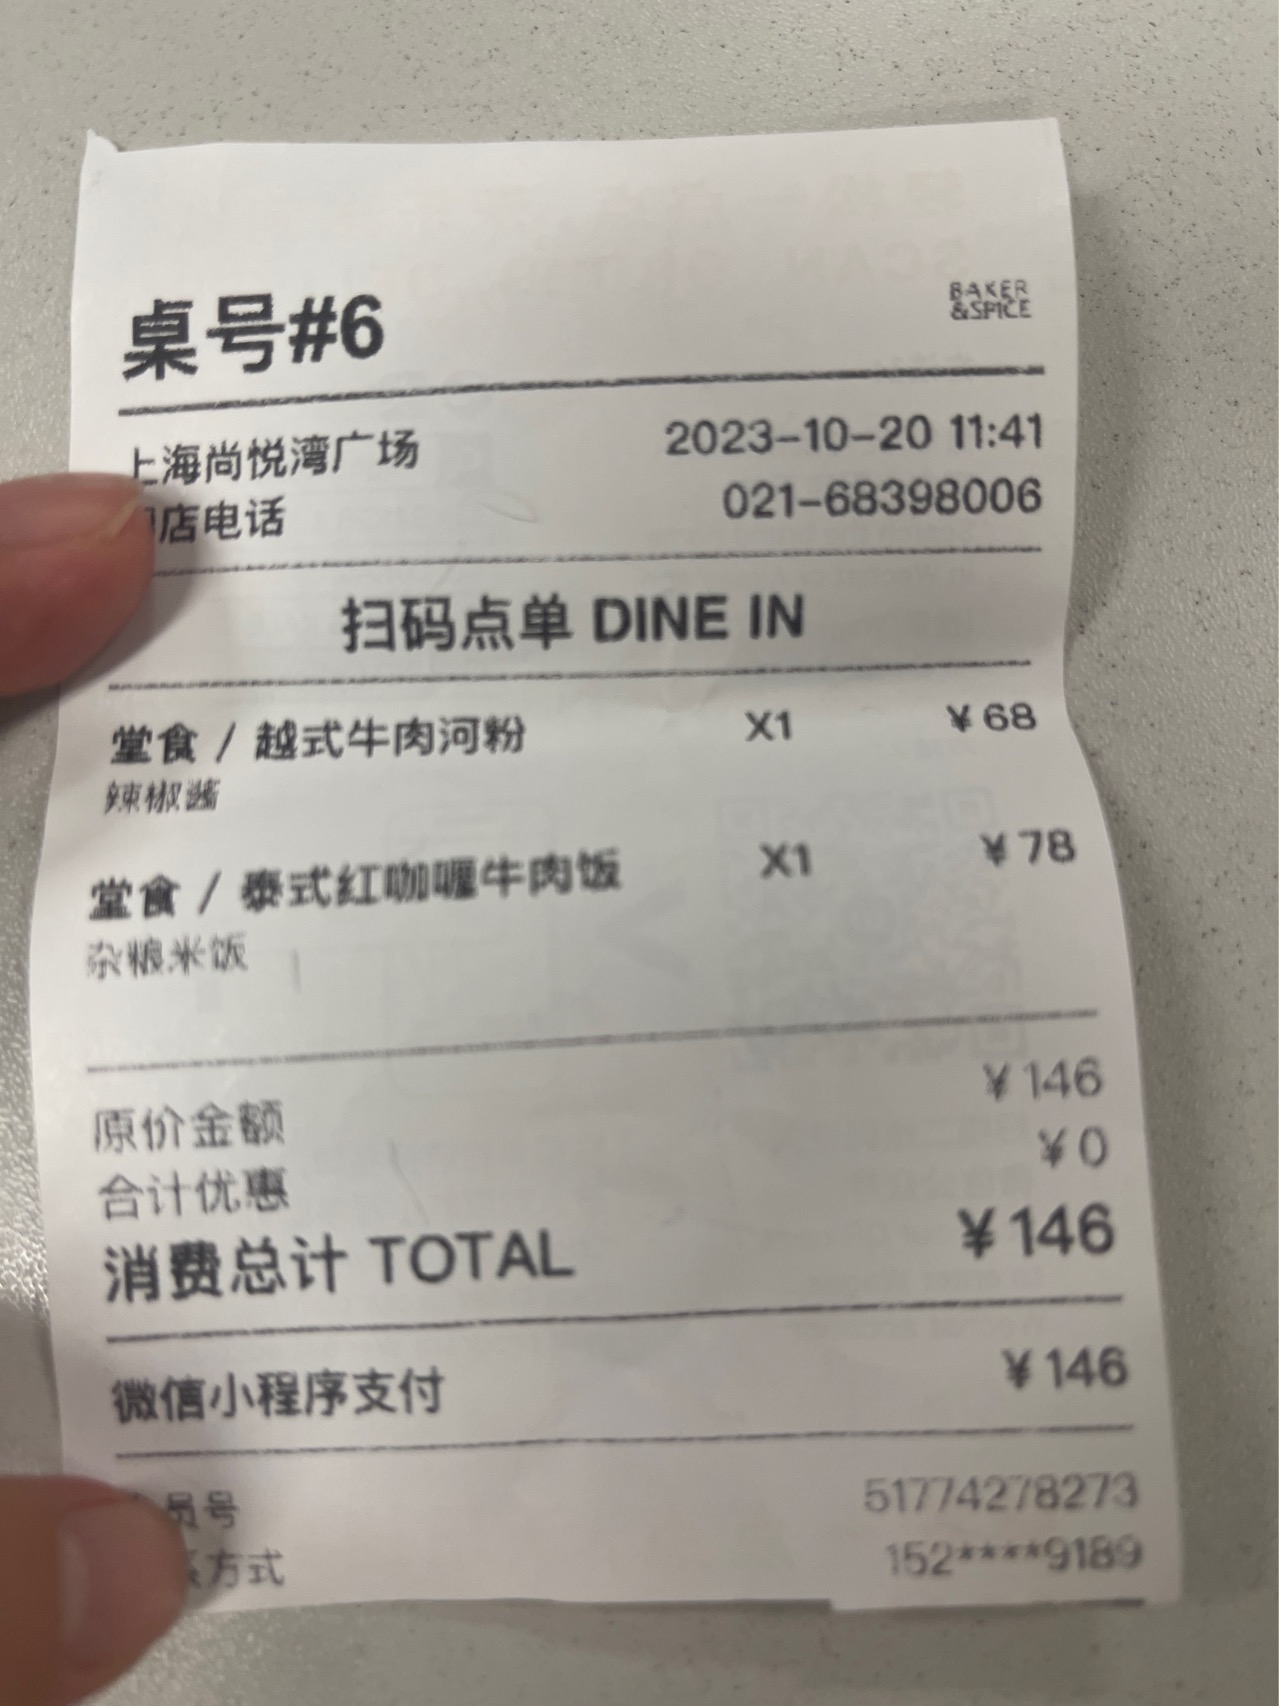 桌号#6
BAKER
&SPICE
上海尚悦湾广场 2023-10-20 11:41
店电话 021-68398006
扫码点单 DINE IN
堂食 / 越式牛肉河粉 X1 ¥68
辣椒酱
堂食 / 泰式红咖喱牛肉饭 X1 ¥78
杂粮米饭
原价金额 ¥146
合计优惠 ¥0
消费总计 TOTAL ¥146
微信小程序支付 ¥146
员号 51774278273
方式 152****9189